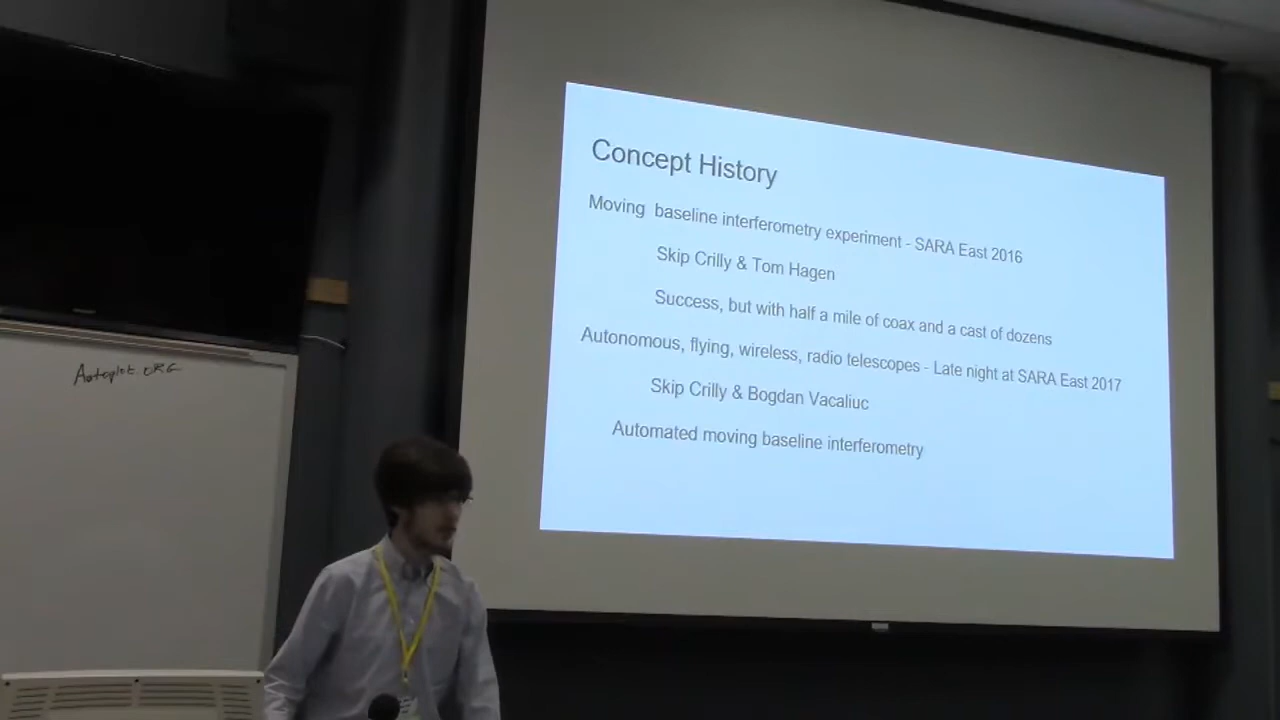 Concept History
Moving baseline interferometry experiment - SARA East 2016
Skip Crilly & Tom Hagen
Success, but with half a mile of coax and a cast of dozens
Autonomous, flying, wireless, radio telescopes - Late night at SARA East 2017
Skip Crilly & Bogdan Vacaliuc
Automated moving baseline interferometry